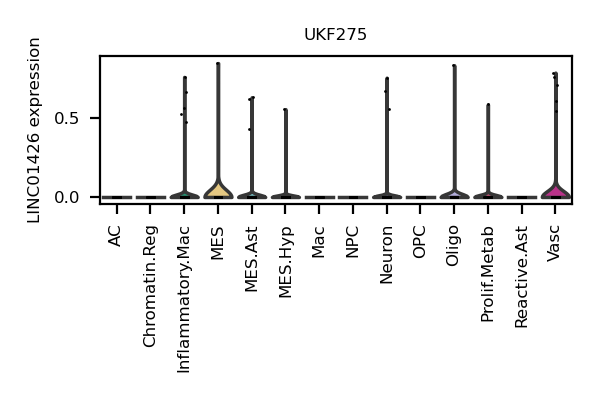 UKF275
LINC01426 expression
0.5
0.0
AC
Chromatin.Reg
Inflammatory.Mac
MES
MES.Ast
MES.Hyp
Mac
NPC
Neuron
OPC
Oligo
Prolif.Metab
Reactive.Ast
Vasc